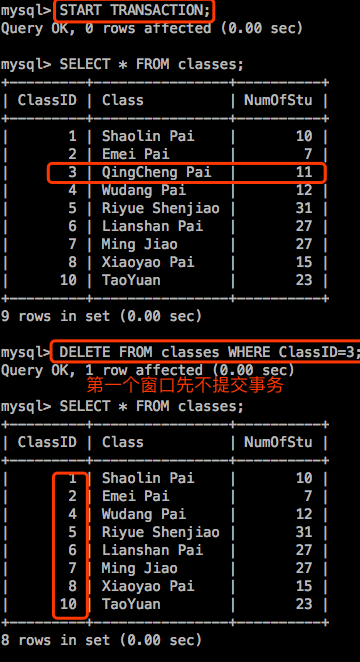 mysql> START TRANSACTION;
Query OK, 0 rows affected (0.00 sec)
mysql> SELECT * FROM classes;
+---------+----------------+----------+
| ClassID | Class          | NumOfStu |
+---------+----------------+----------+
|       1 | Shaolin Pai    |       10 |
|       2 | Emei Pai       |        7 |
|       3 | QingCheng Pai  |       11 |
|       4 | Wudang Pai     |       12 |
|       5 | Riyue Shenjiao |       31 |
|       6 | Lianshan Pai   |       27 |
|       7 | Ming Jiao      |       27 |
|       8 | Xiaoyao Pai    |       15 |
|      10 | TaoYuan        |       23 |
+---------+----------------+----------+
9 rows in set (0.00 sec)
mysql> DELETE FROM classes WHERE ClassID=3;
Query OK, 1 row affected (0.00 sec)
第一个窗口先不提交事务
mysql> SELECT * FROM classes;
+---------+----------------+----------+
| ClassID | Class          | NumOfStu |
+---------+----------------+----------+
|       1 | Shaolin Pai    |       10 |
|       2 | Emei Pai       |        7 |
|       4 | Wudang Pai     |       12 |
|       5 | Riyue Shenjiao |       31 |
|       6 | Lianshan Pai   |       27 |
|       7 | Ming Jiao      |       27 |
|       8 | Xiaoyao Pai    |       15 |
|      10 | TaoYuan        |       23 |
+---------+----------------+----------+
8 rows in set (0.00 sec)